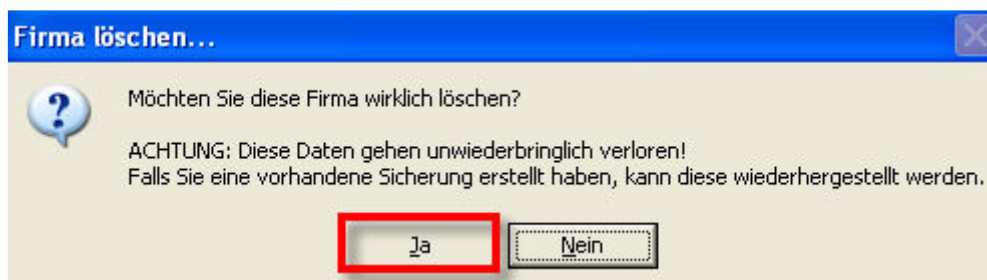 Firma löschen...
Möchten Sie diese Firma wirklich löschen?
ACHTUNG: Diese Daten gehen unwiederbringlich verloren!
Falls Sie eine vorhandene Sicherung erstellt haben, kann diese wiederhergestellt werden.
Ja Nein